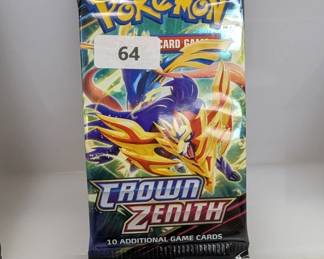 POKÉMON
64
CARD GAME
CROWN
ZENITH
10 ADDITIONAL GAME CARDS